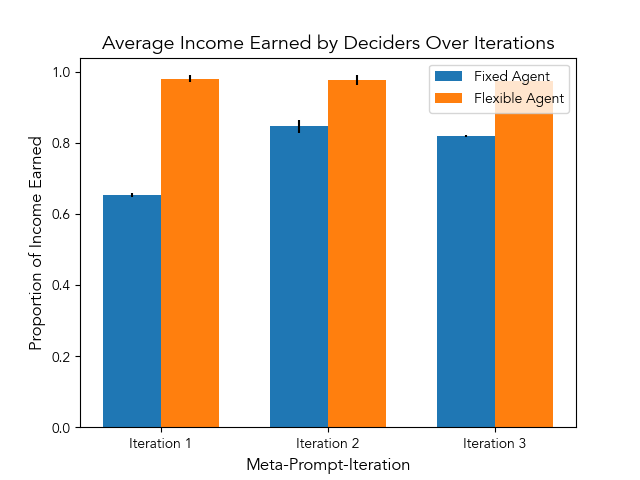 Average Income Earned by Deciders Over Iterations
Fixed Agent
Flexible Agent
Proportion of Income Earned
1.0
0.8
0.6
0.4
0.2
0.0
Iteration 1
Iteration 2
Iteration 3
Meta-Prompt-Iteration